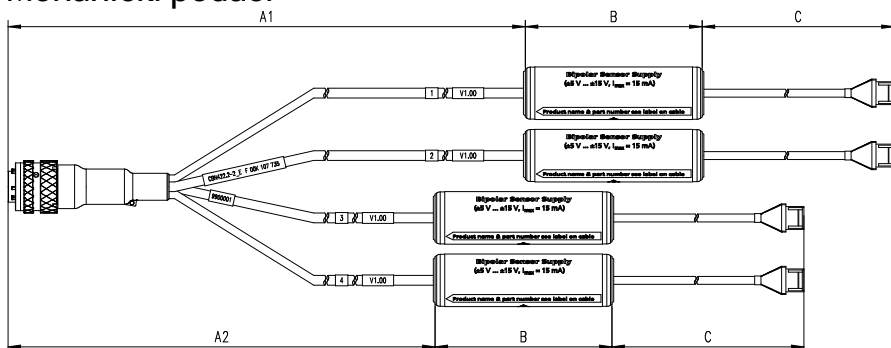 A1
B
C
1
V1.00
Bipolar Sensor Supply
(±5 V ... ±15 V, Imax = 15 mA)
Product name & part number see label on cable
2
V1.00
Bipolar Sensor Supply
(±5 V ... ±15 V, Imax = 15 mA)
Product name & part number see label on cable
F 00K 107 735
9900001
3
V1.00
Bipolar Sensor Supply
(±5 V ... ±15 V, Imax = 15 mA)
Product name & part number see label on cable
4
V1.00
Bipolar Sensor Supply
(±5 V ... ±15 V, Imax = 15 mA)
Product name & part number see label on cable
A2
B
C